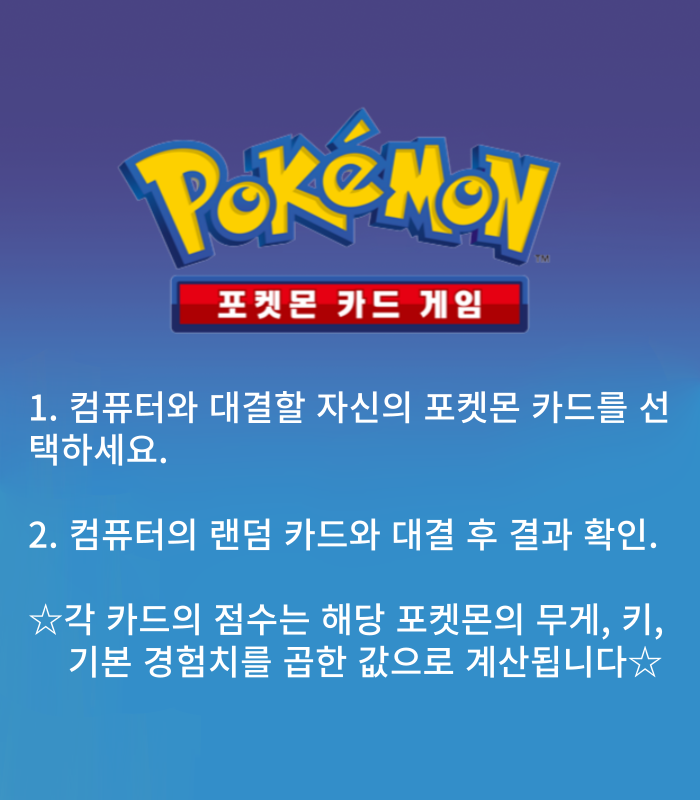 POKéMON
TM
포켓몬 카드 게임
1. 컴퓨터와 대결할 자신의 포켓몬 카드를 선
택하세요.
2. 컴퓨터의 랜덤 카드와 대결 후 결과 확인.
☆각 카드의 점수는 해당 포켓몬의 무게, 키,
기본 경험치를 곱한 값으로 계산됩니다☆